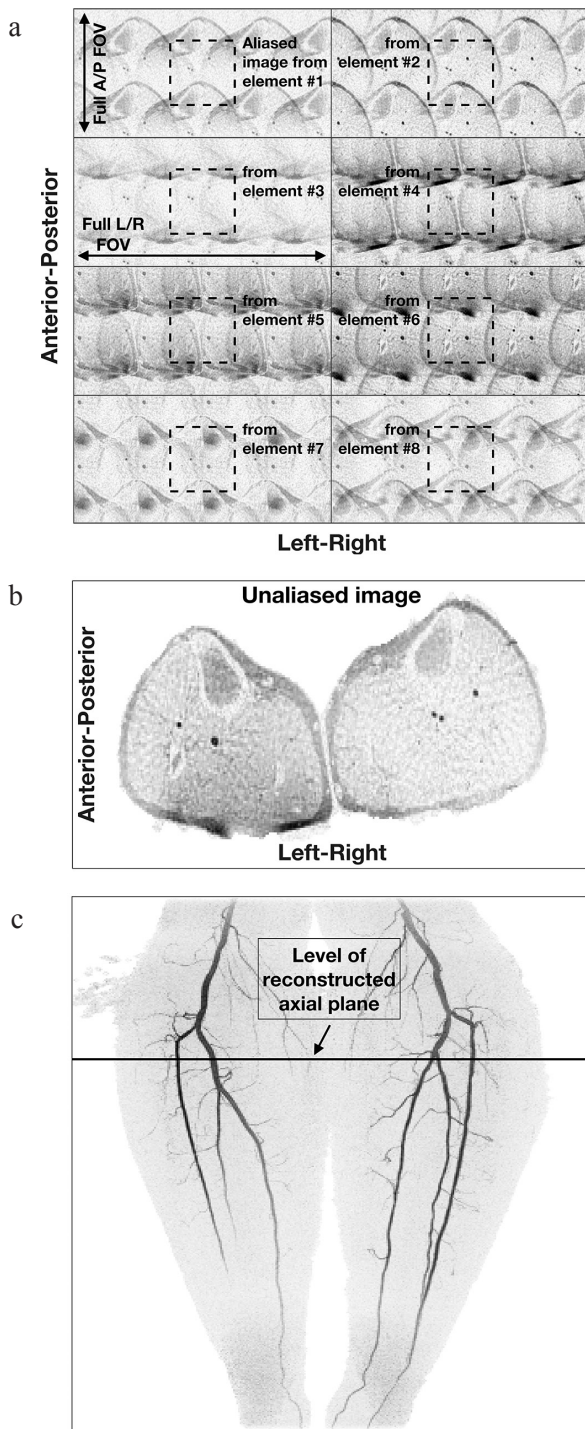 a
Full A/P FOV
Aliased
image from
element #1
from
element #2
Anterior-Posterior
from
element #3
from
element #4
Full L/R
FOV
from
element #5
from
element #6
from
element #7
from
element #8
Left-Right
b
Unaliased image
Anterior-Posterior
Left-Right
c
Level of
reconstructed
axial plane